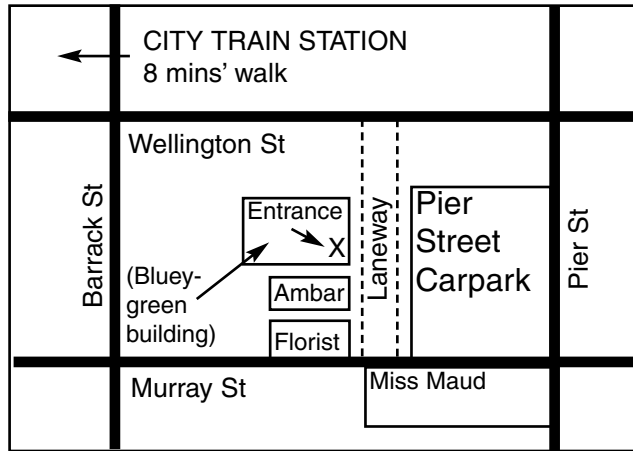 CITY TRAIN STATION
8 mins’ walk
Wellington St
Barrack St
Entrance
X
(Bluey-
green
building)
Ambar
Florist
Laneway
Pier
Street
Carpark
Pier St
Murray St
Miss Maud